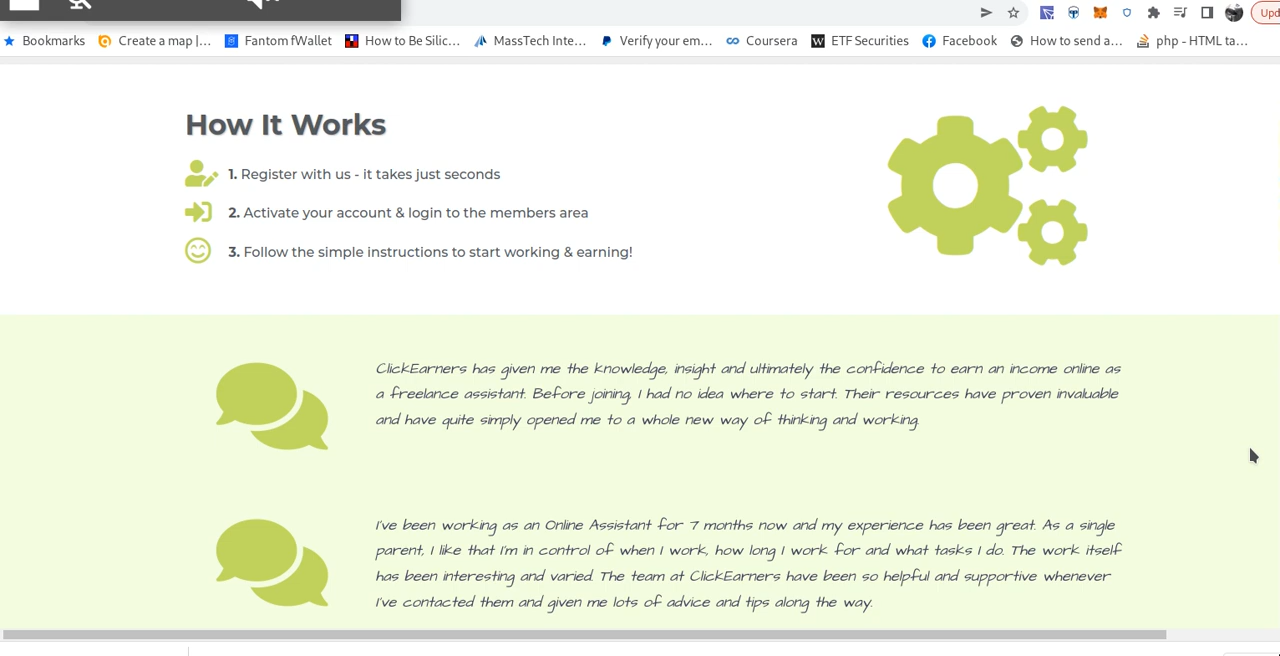 Upd
Bookmarks
Create a map |...
Fantom fWallet
How to Be Silic...
MassTech Inte...
Verify your em...
Coursera
W
ETF Securities
Facebook
How to send a...
php - HTML ta...
How It Works
1. Register with us - it takes just seconds
2. Activate your account & login to the members area
3. Follow the simple instructions to start working & earning!
ClickEarners has given me the knowledge, insight and ultimately the confidence to earn an income online as
a freelance assistant. Before joining, I had no idea where to start. Their resources have proven invaluable
and have quite simply opened me to a whole new way of thinking and working.
I've been working as an Online Assistant for 7 months now and my experience has been great. As a single
parent, I like that I'm in control of when I work, how long I work for and what tasks I do. The work itself
has been interesting and varied. The team at ClickEarners have been so helpful and supportive whenever
I've contacted them and given me lots of advice and tips along the way.